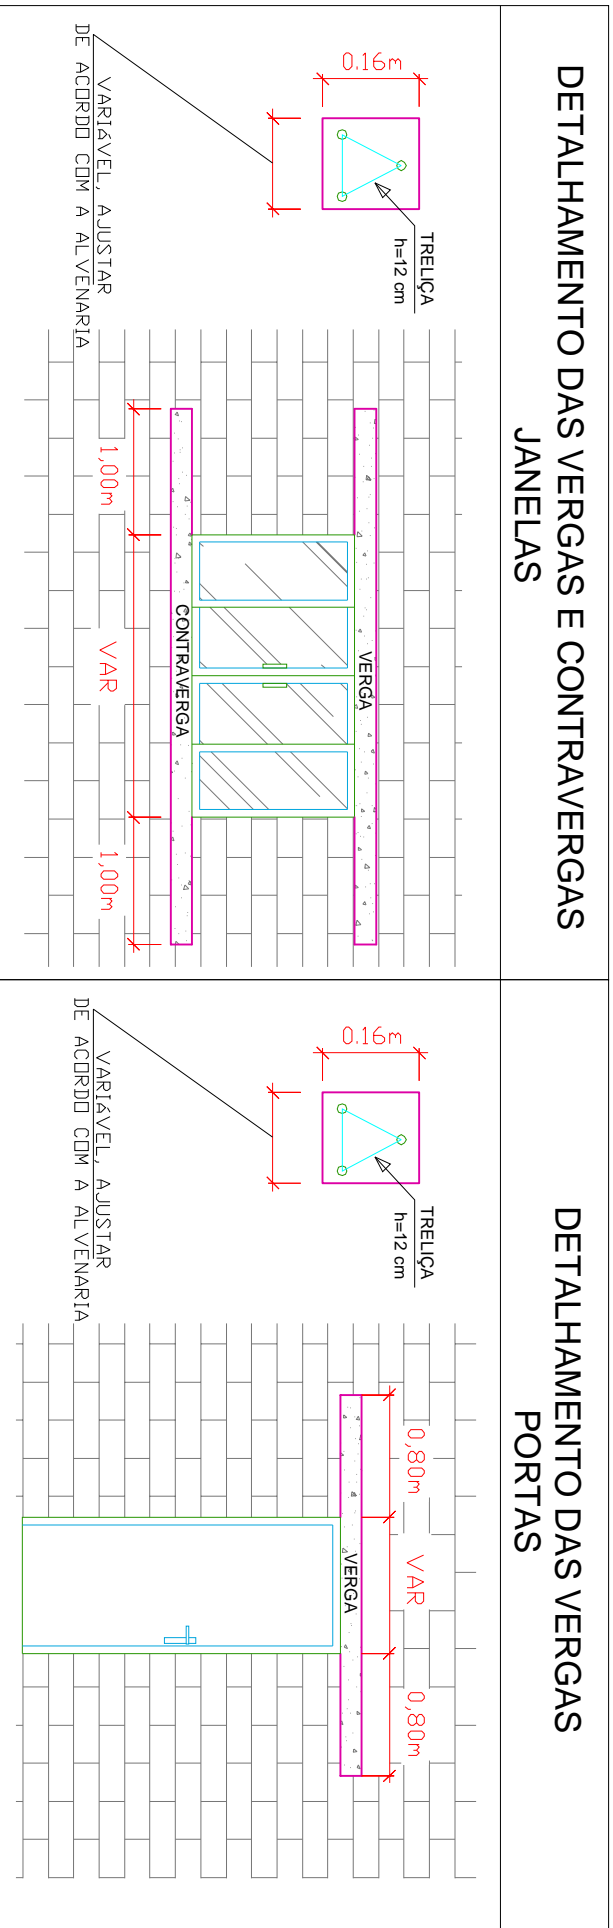 DETALHAMENTO DAS VERGAS E CONTRAVERGAS
JANELAS
0.16m
TRELIÇA
h=12 cm
VARIÁVEL, AJUSTAR
DE ACORDO COM A ALVENARIA
VERGA
CONTRAVERGA
1,00m
VAR
1,00m
DETALHAMENTO DAS VERGAS
PORTAS
0.16m
TRELIÇA
h=12 cm
VARIÁVEL, AJUSTAR
DE ACORDO COM A ALVENARIA
0,80m
VAR
0,80m
VERGA